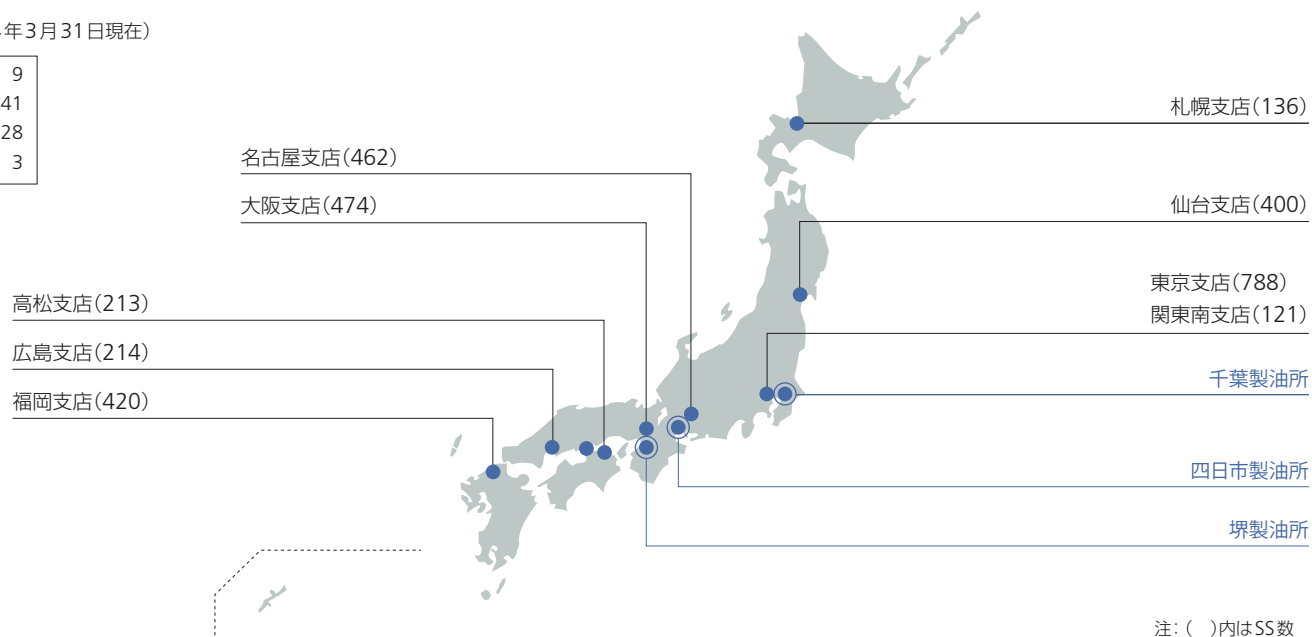 年3月31日現在)
9
41
28
3
札幌支店(136)
名古屋支店(462)
大阪支店(474)
仙台支店(400)
東京支店(788)
関東南支店(121)
高松支店(213)
広島支店(214)
福岡支店(420)
千葉製油所
四日市製油所
堺製油所
注:( )内はSS数